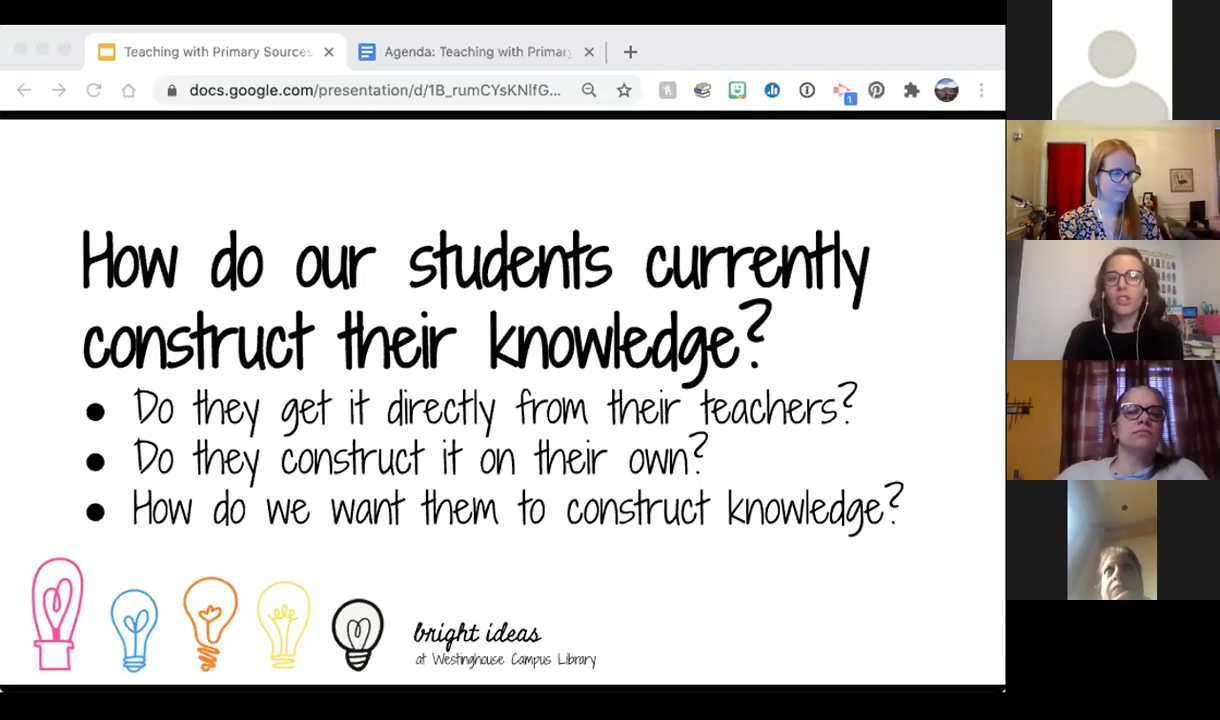 Teaching with Primary Sources
Agenda: Teaching with Primar
docs.google.com/presentation/d/1B_rumCYsKNlfG...
1
How do our students currently
construct their knowledge?
● Do they get it directly from their teachers?
● Do they construct it on their own?
● How do we want them to construct knowledge?
bright ideas
at Westinghouse Campus Library